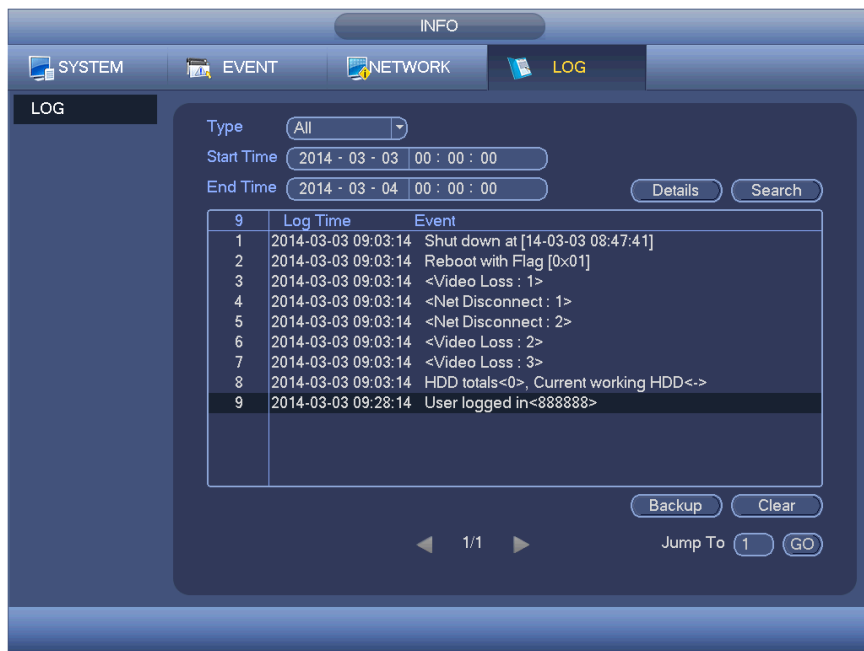 INFO
SYSTEM EVENT NETWORK LOG
LOG
Type All
Start Time 2014 - 03 - 03 00 : 00 : 00
End Time 2014 - 03 - 04 00 : 00 : 00
Details Search
9 Log Time Event
1 2014-03-03 09:03:14 Shut down at [14-03-03 08:47:41]
2 2014-03-03 09:03:14 Reboot with Flag [0x01]
3 2014-03-03 09:03:14 <Video Loss : 1>
4 2014-03-03 09:03:14 <Net Disconnect : 1>
5 2014-03-03 09:03:14 <Net Disconnect : 2>
6 2014-03-03 09:03:14 <Video Loss : 2>
7 2014-03-03 09:03:14 <Video Loss : 3>
8 2014-03-03 09:03:14 HDD totals<0>, Current working HDD<->
9 2014-03-03 09:28:14 User logged in<888888>
Backup Clear
1/1 Jump To 1 GO